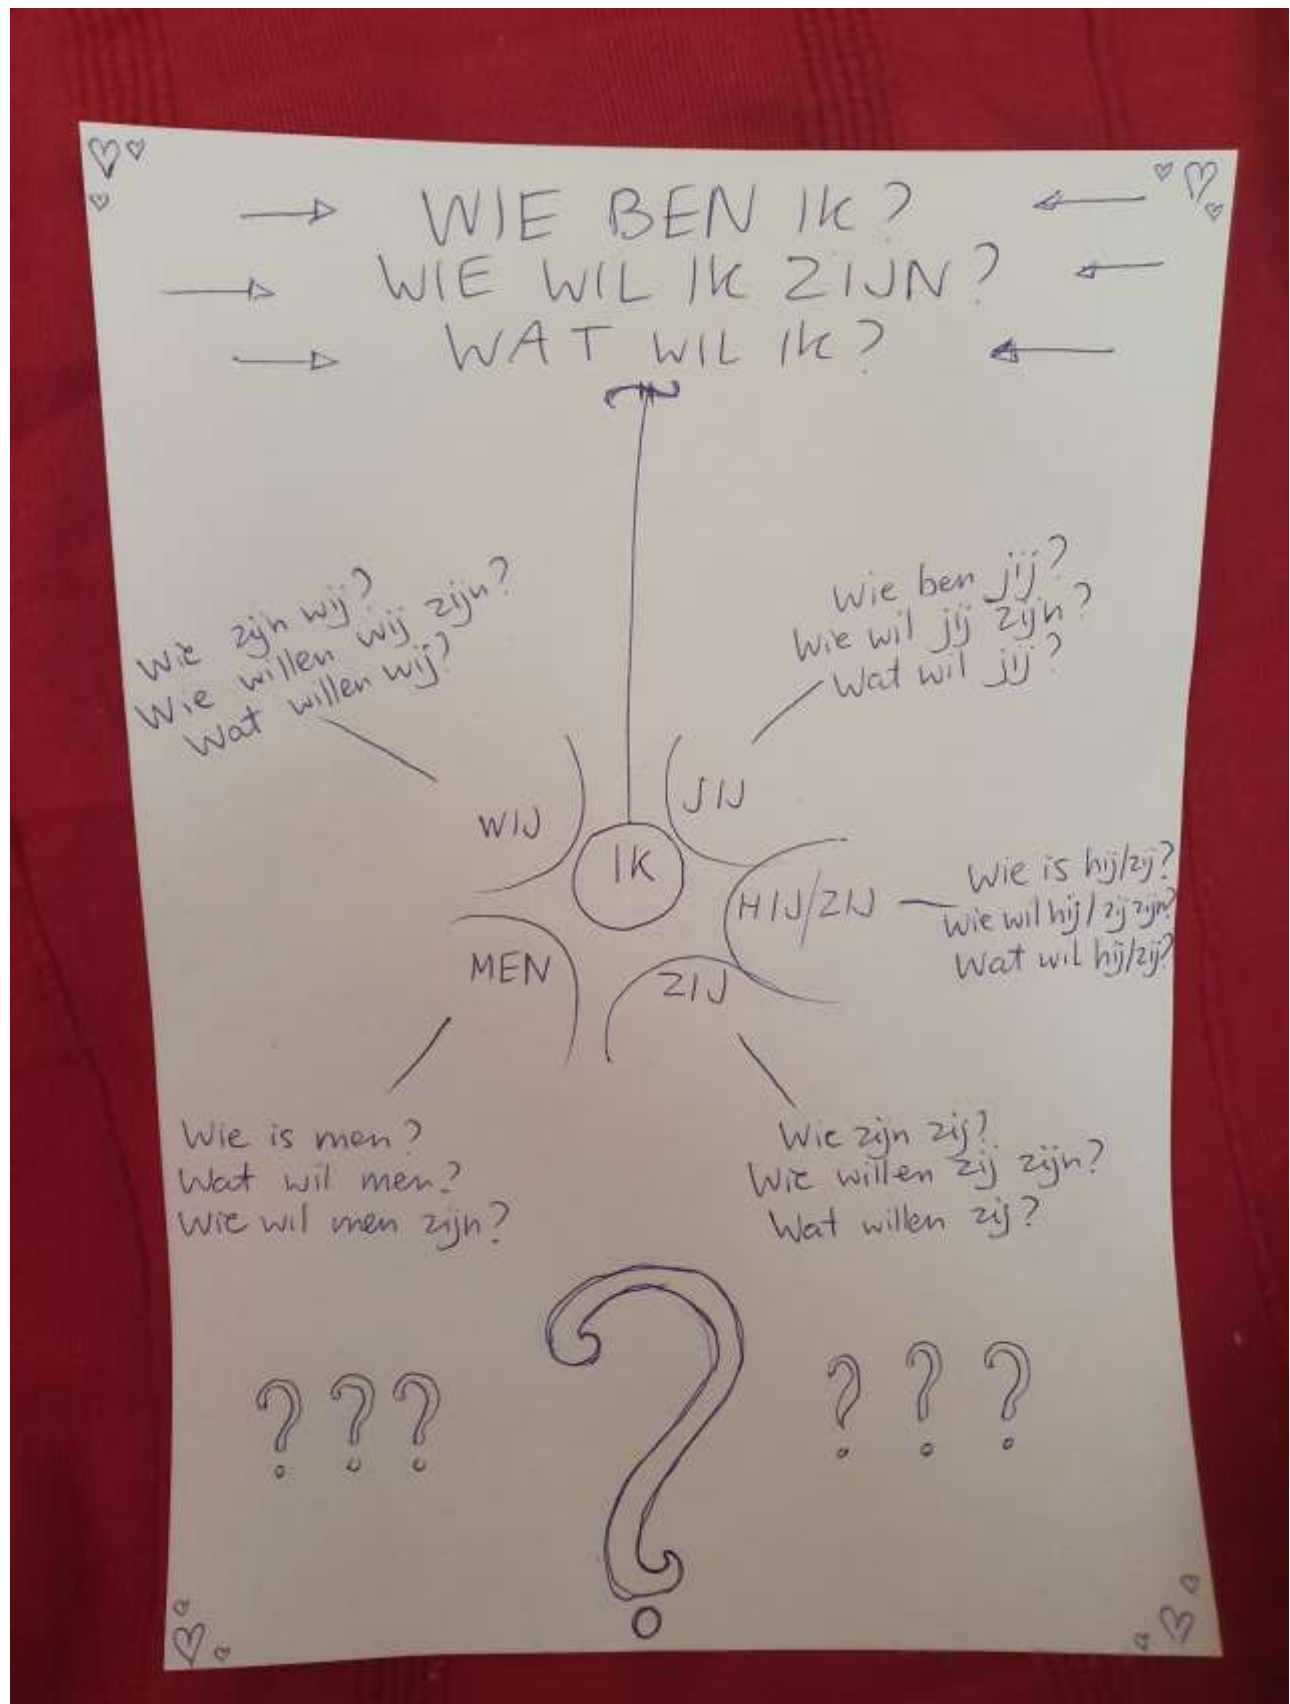 WIE BEN IK?
WIE WIL IK ZIJN?
WAT WIL IK?
Wie zijn wij?
Wie willen wij zijn?
Wat willen wij?
Wie ben jij?
Wie wil jij zijn?
Wat wil jij?
WIJ
JIJ
IK
HIJ/ZIJ
Wie is hij/zij?
Wie wil hij/zij zijn?
Wat wil hij/zij?
MEN
ZIJ
Wie is men?
Wat wil men?
Wie wil men zijn?
Wie zijn zij?
Wie willen zij zijn?
Wat willen zij?
?
? ? ?
? ? ?